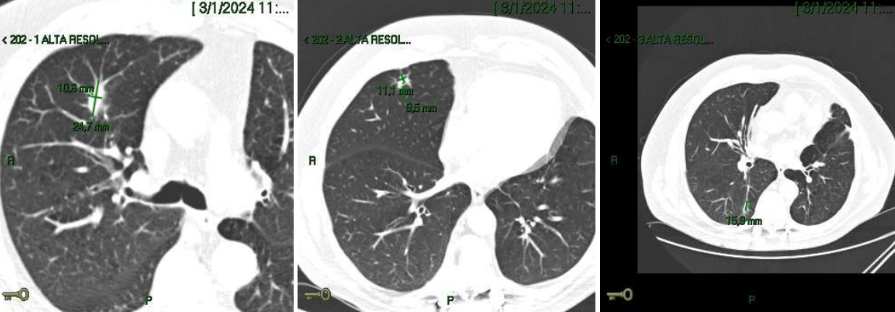 [ 3/1/2024 11:...
< 202 - 1 ALTA RESOL...
10,8 mm
24,7 mm
R
P
[ 3/1/2024 11:...
< 202 - 2 ALTA RESOL...
11,1 mm
9,5 mm
R
P
[ 3/1/2024 11:...
< 202 - 3 ALTA RESOL...
R
15,9 mm
P